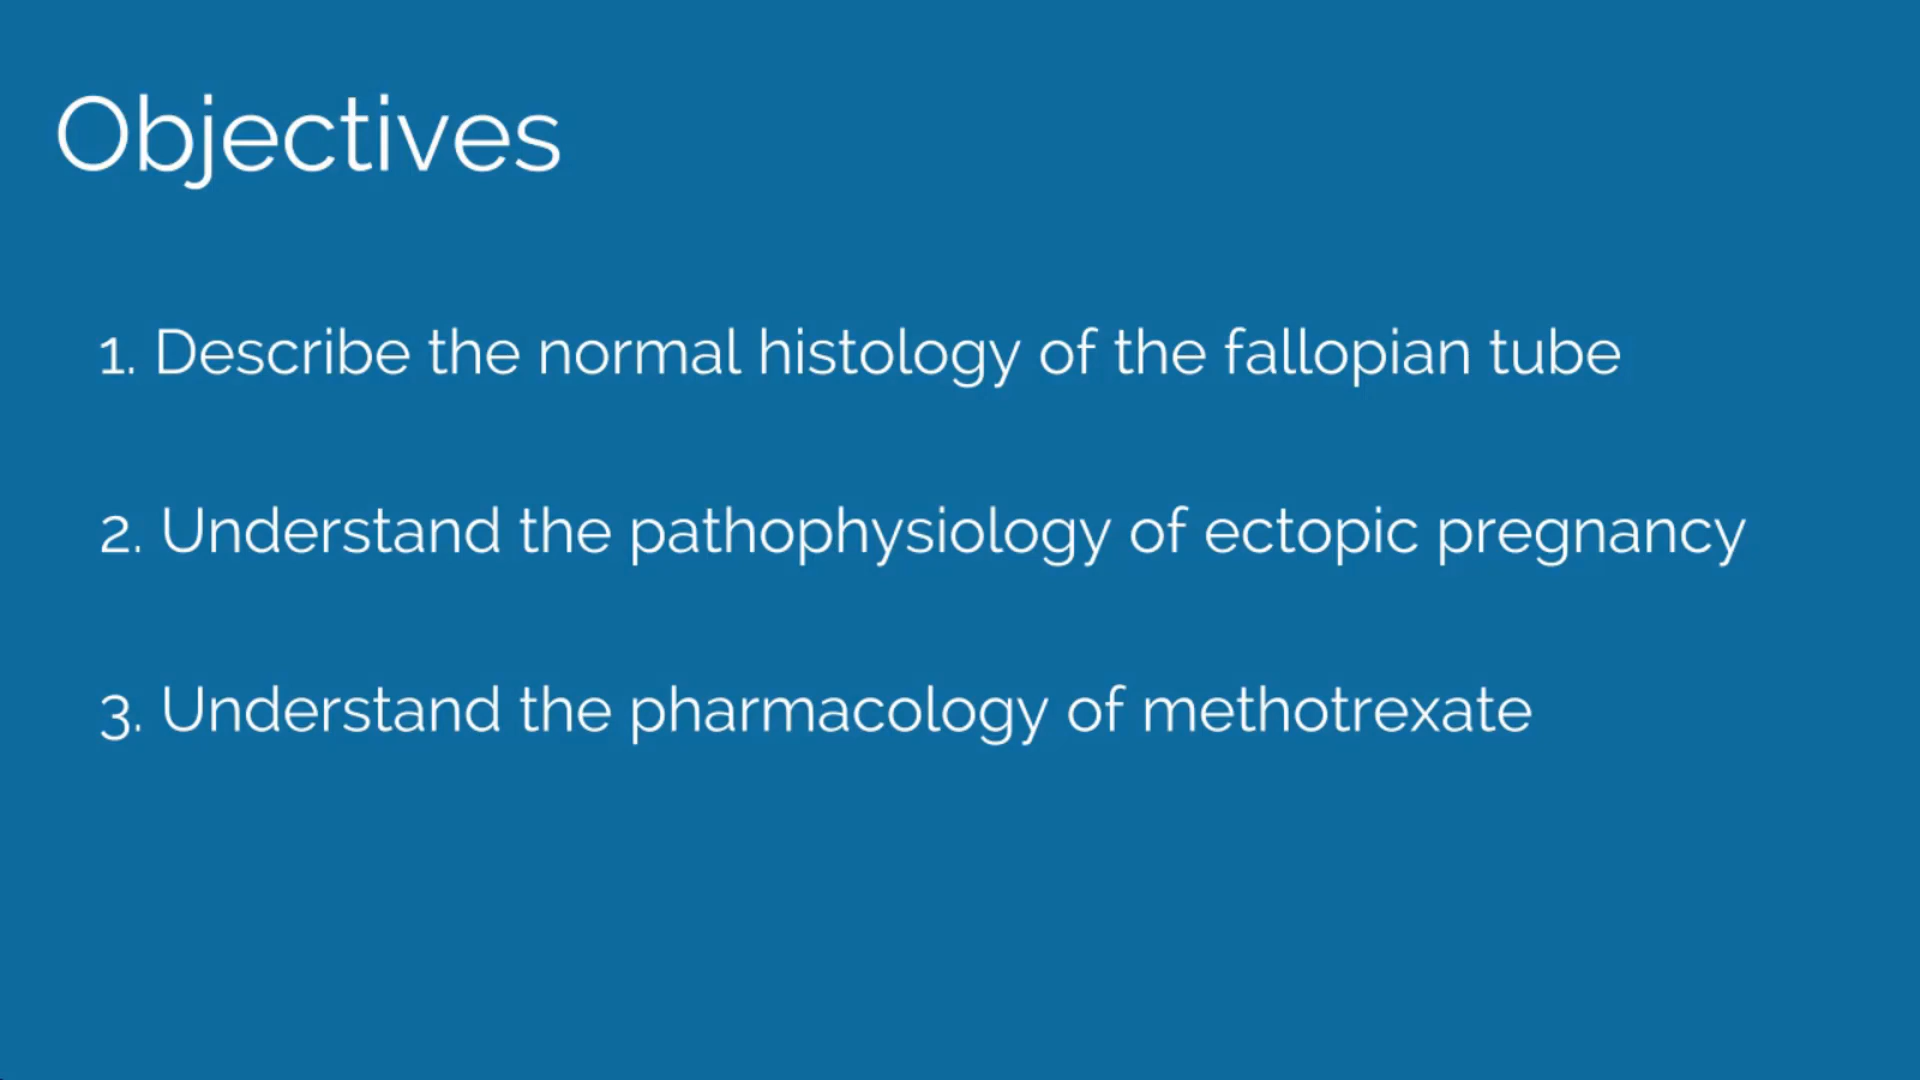 Objectives
1. Describe the normal histology of the fallopian tube
2. Understand the pathophysiology of ectopic pregnancy
3. Understand the pharmacology of methotrexate